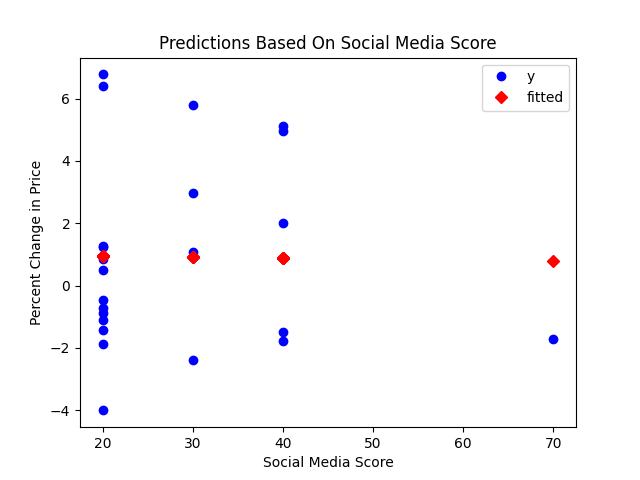 Predictions Based On Social Media Score
y
fitted
Percent Change in Price
6
4
2
0
−2
−4
20 30 40 50 60 70
Social Media Score